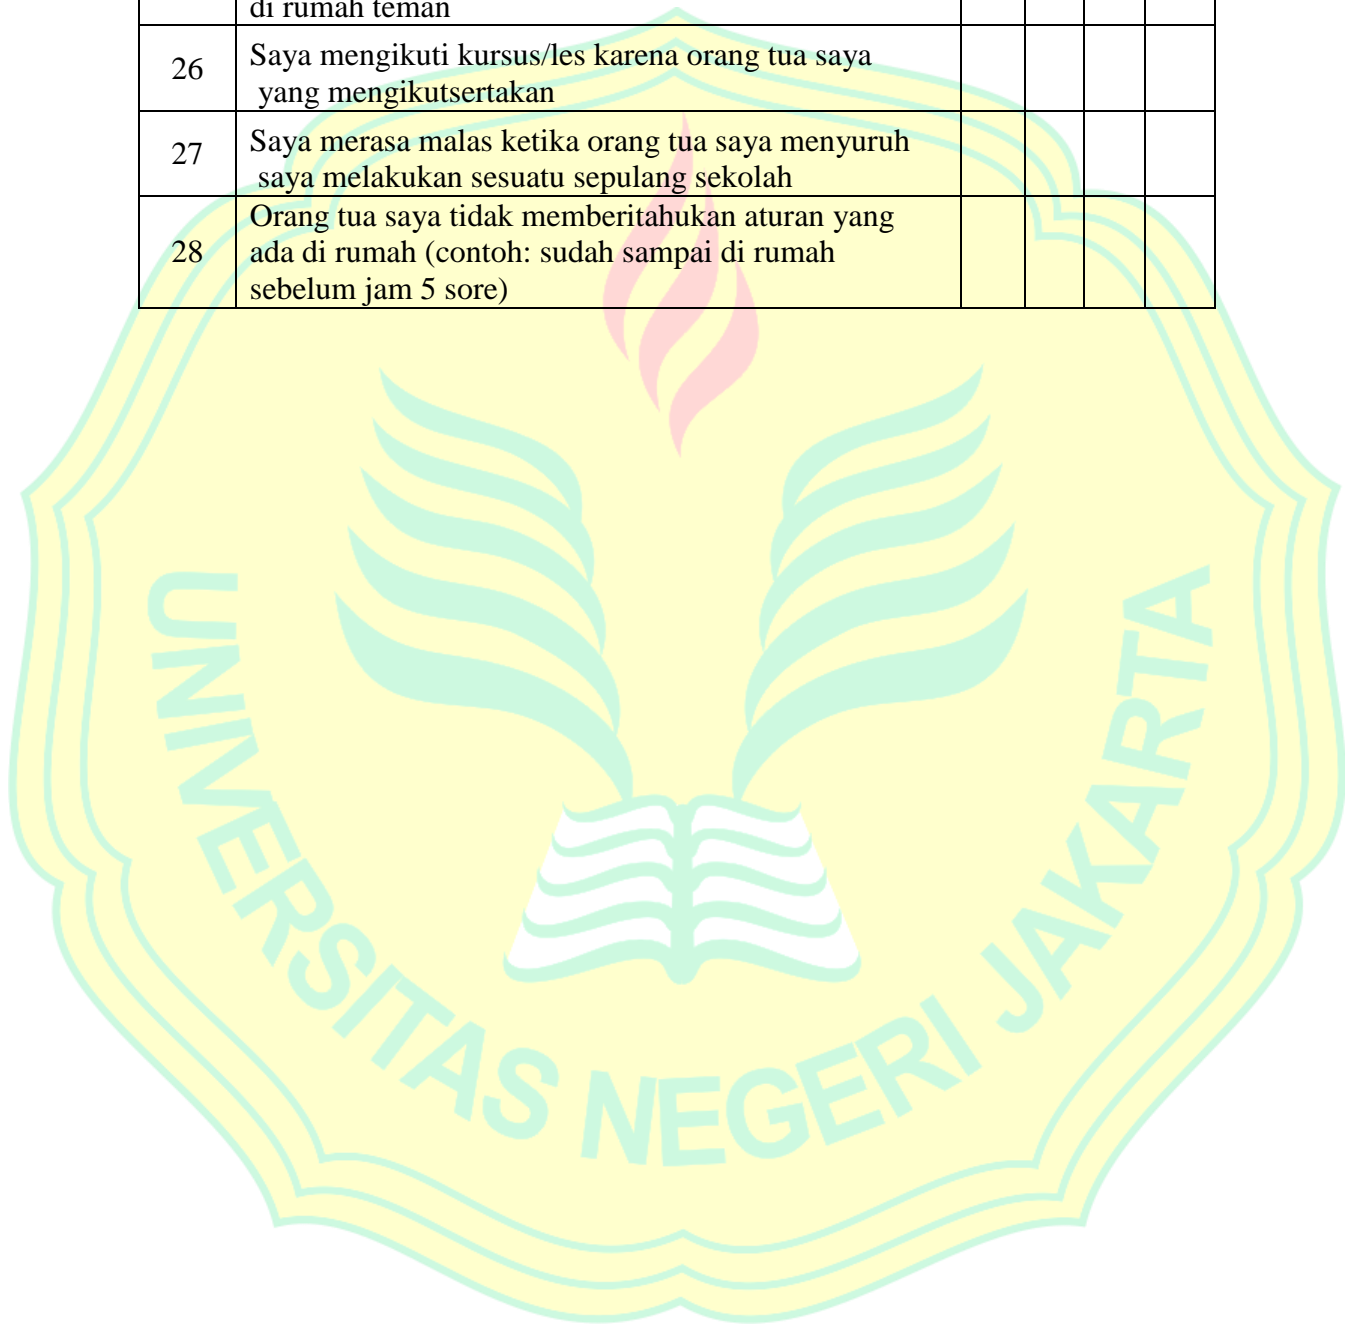 di rumah teman
26
Saya mengikuti kursus/les karena orang tua saya
yang mengikutsertakan
27
Saya merasa malas ketika orang tua saya menyuruh
saya melakukan sesuatu sepulang sekolah
28
Orang tua saya tidak memberitahukan aturan yang
ada di rumah (contoh: sudah sampai di rumah
sebelum jam 5 sore)
UNIVERSITAS NEGERI JAKARTA